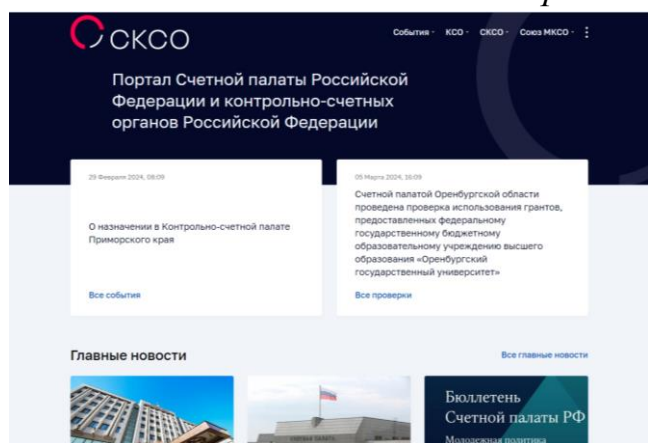 СКСО
События КСО СКСО Союз МКСО
Портал Счетной палаты Российской
Федерации и контрольно-счетных
органов Российской Федерации
29 Февраля 2024, 08:09
О назначении в Контрольно-счетной палате
Приморского края
Все события
05 Марта 2024, 16:09
Счетной палатой Оренбургской области
проведена проверка использования грантов,
предоставленных федеральному
государственному бюджетному
образовательному учреждению высшего
образования «Оренбургский
государственный университет»
Все проверки
Главные новости
Все главные новости
СЧЕТНАЯ ПАЛАТА
Бюллетень
Счетной палаты РФ
Молодежная политика